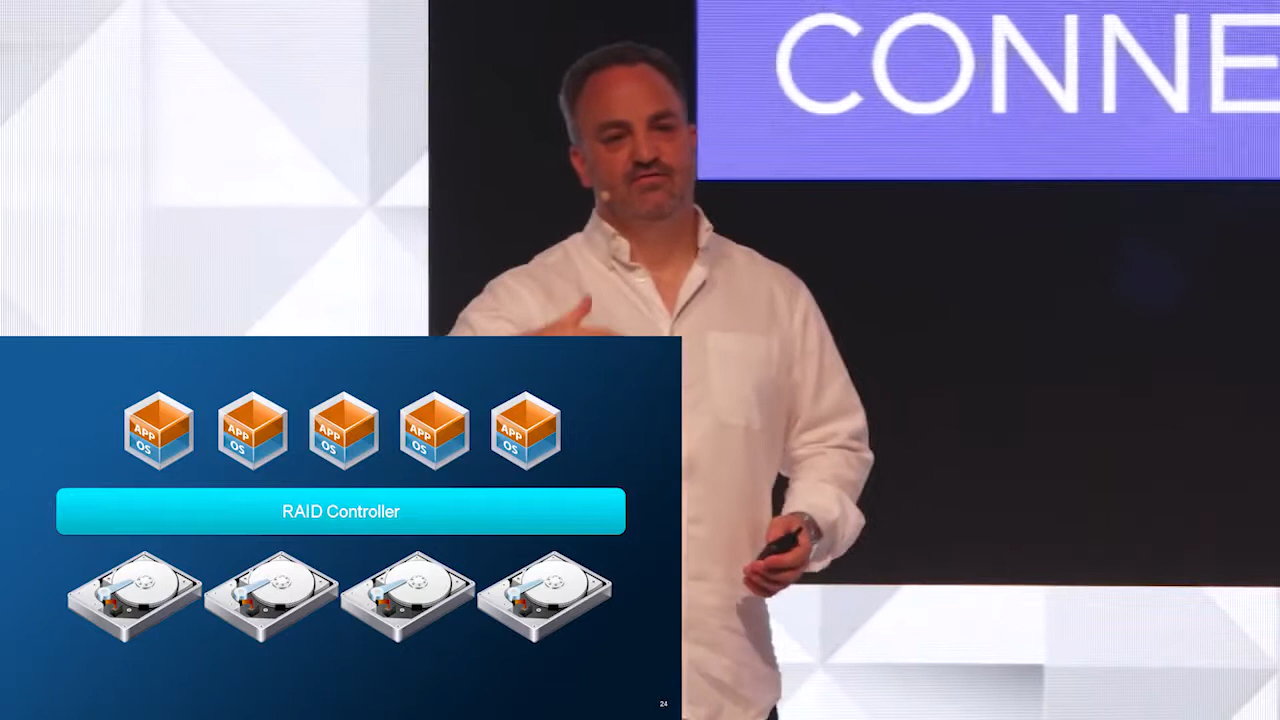 CONNE
APP APP APP APP APP
OS OS OS OS OS
RAID Controller
24